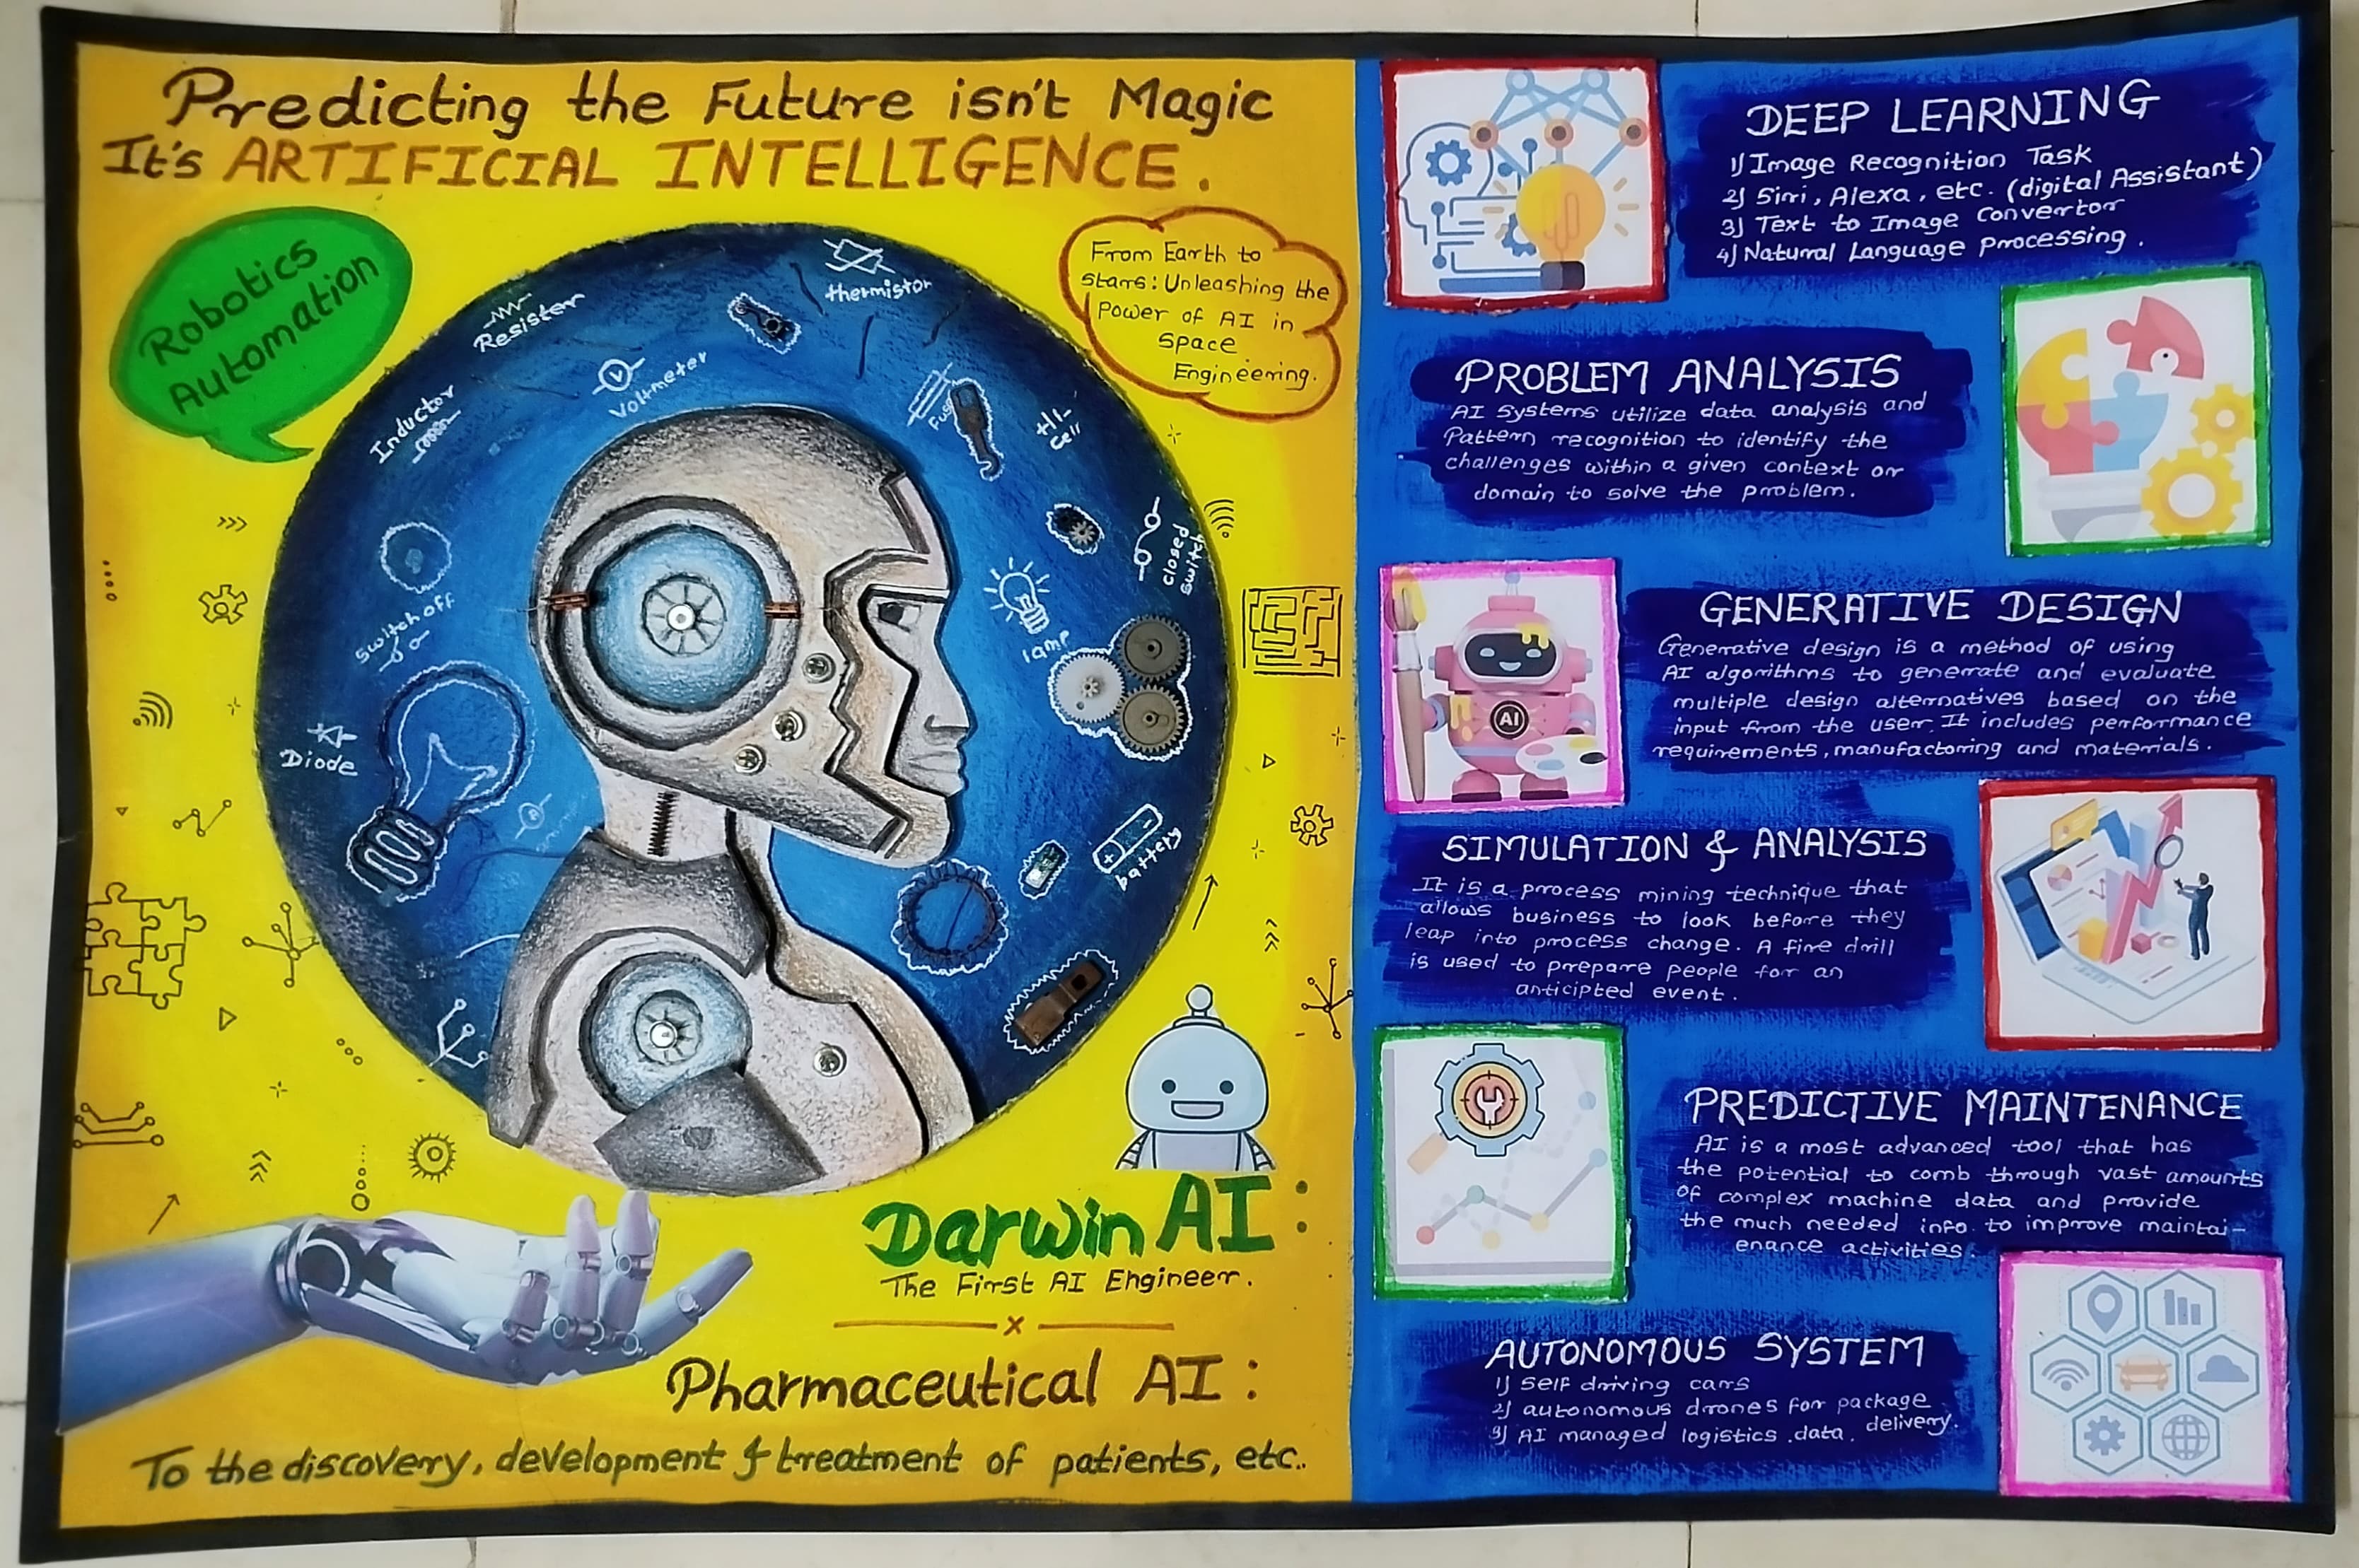 Predicting the Future isn't Magic
It's ARTIFICIAL INTELLIGENCE.
Robotics
Automation
From Earth to
stars: Unleashing the
Power of AI in
Space
Engineering.
Resister
thermistor
Voltmeter
V
Inductor
Fuse
+||-
Cell
closed
switch
switch off
lamp
Diode
A
battery
Darwin AI:
The First AI Engineer.
x
Pharmaceutical AI:
To the discovery, development & treatment of patients, etc..
DEEP LEARNING
1) Image Recognition Task
2) Siri, Alexa, etc. (digital Assistant)
3) Text to Image Convertor
4) Natural Language processing.
PROBLEM ANALYSIS
AI systems utilize data analysis and
Pattern recognition to identify the
challenges within a given context or
domain to solve the problem.
GENERATIVE DESIGN
Generative design is a method of using
AI algorithms to generate and evaluate
multiple design alternatives based on the
input from the user. It includes performance
requirements, manufactoring and materials.
AI
SIMULATION & ANALYSIS
It is a process mining technique that
allows business to look before they
leap into process change. A fire drill
is used to prepare people for an
anticipted event.
PREDICTIVE MAINTENANCE
AI is a most advanced tool that has
the potential to comb through vast amounts
of complex machine data and provide
the much needed info. to improve maintai-
enance activities.
AUTONOMOUS SYSTEM
1) self driving cars
2) autonomous drones for package
delivery.
3) AI managed logistics data.